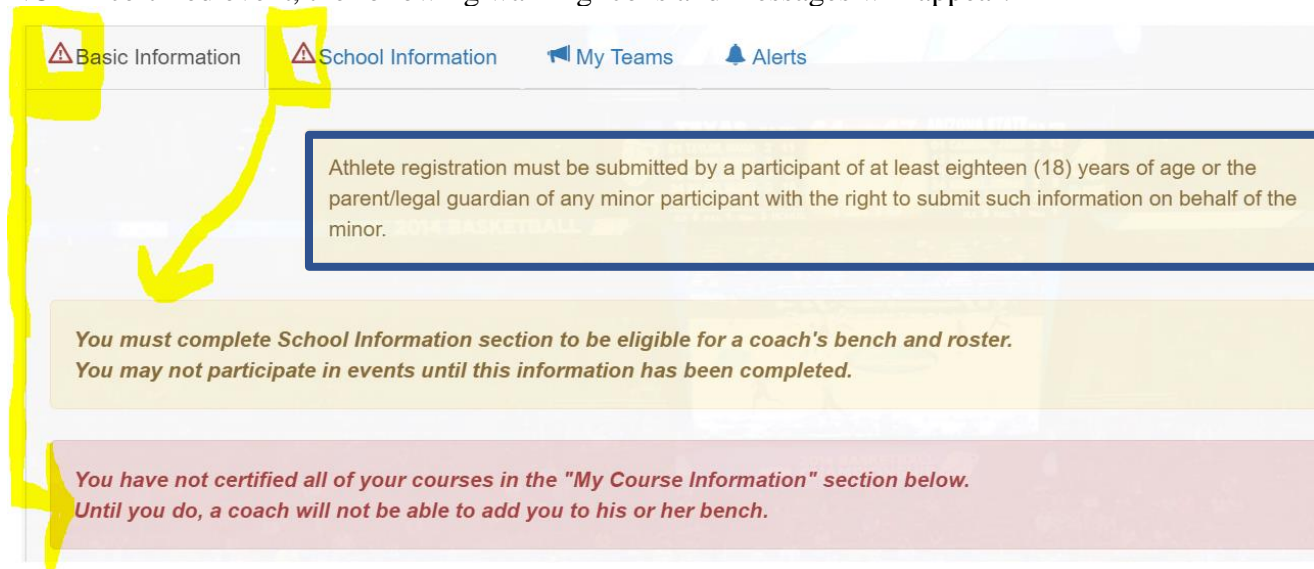 Basic Information School Information My Teams Alerts
Athlete registration must be submitted by a participant of at least eighteen (18) years of age or the
parent/legal guardian of any minor participant with the right to submit such information on behalf of the
minor.
2014 BASKETBALL
You must complete School Information section to be eligible for a coach's bench and roster.
You may not participate in events until this information has been completed.
You have not certified all of your courses in the "My Course Information" section below.
Until you do, a coach will not be able to add you to his or her bench.